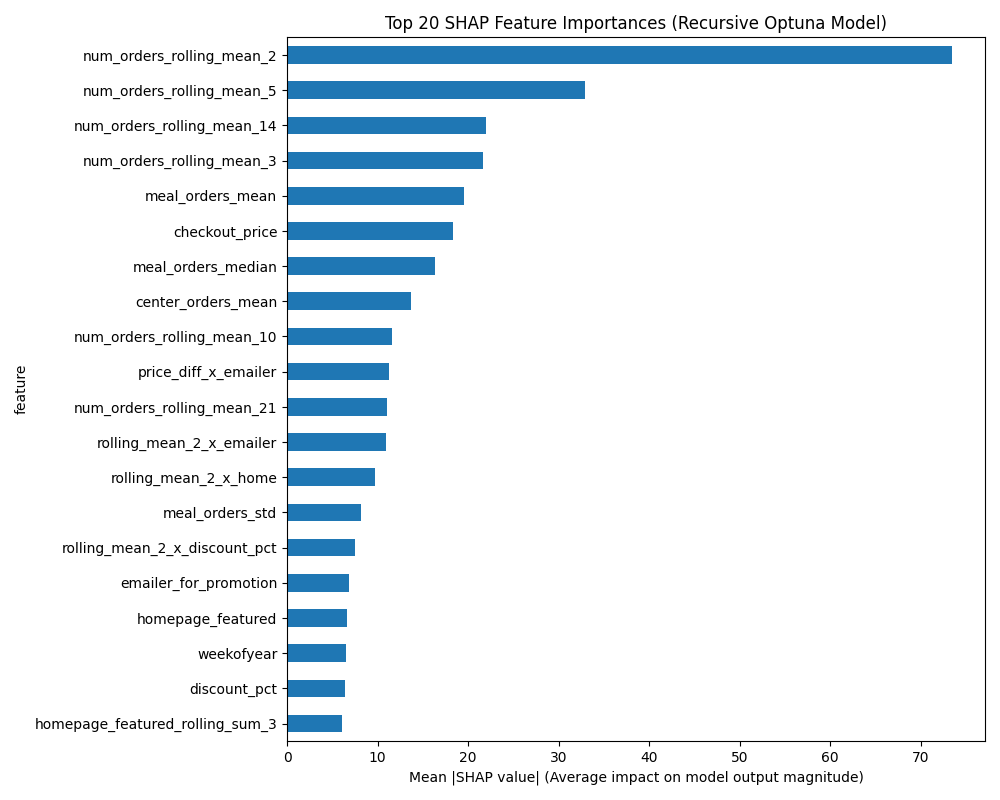 Top 20 SHAP Feature Importances (Recursive Optuna Model)
num_orders_rolling_mean_2
num_orders_rolling_mean_5
num_orders_rolling_mean_14
num_orders_rolling_mean_3
meal_orders_mean
checkout_price
meal_orders_median
center_orders_mean
num_orders_rolling_mean_10
price_diff_x_emailer
num_orders_rolling_mean_21
rolling_mean_2_x_emailer
rolling_mean_2_x_home
meal_orders_std
rolling_mean_2_x_discount_pct
emailer_for_promotion
homepage_featured
weekofyear
discount_pct
homepage_featured_rolling_sum_3
feature
0 10 20 30 40 50 60 70
Mean |SHAP value| (Average impact on model output magnitude)